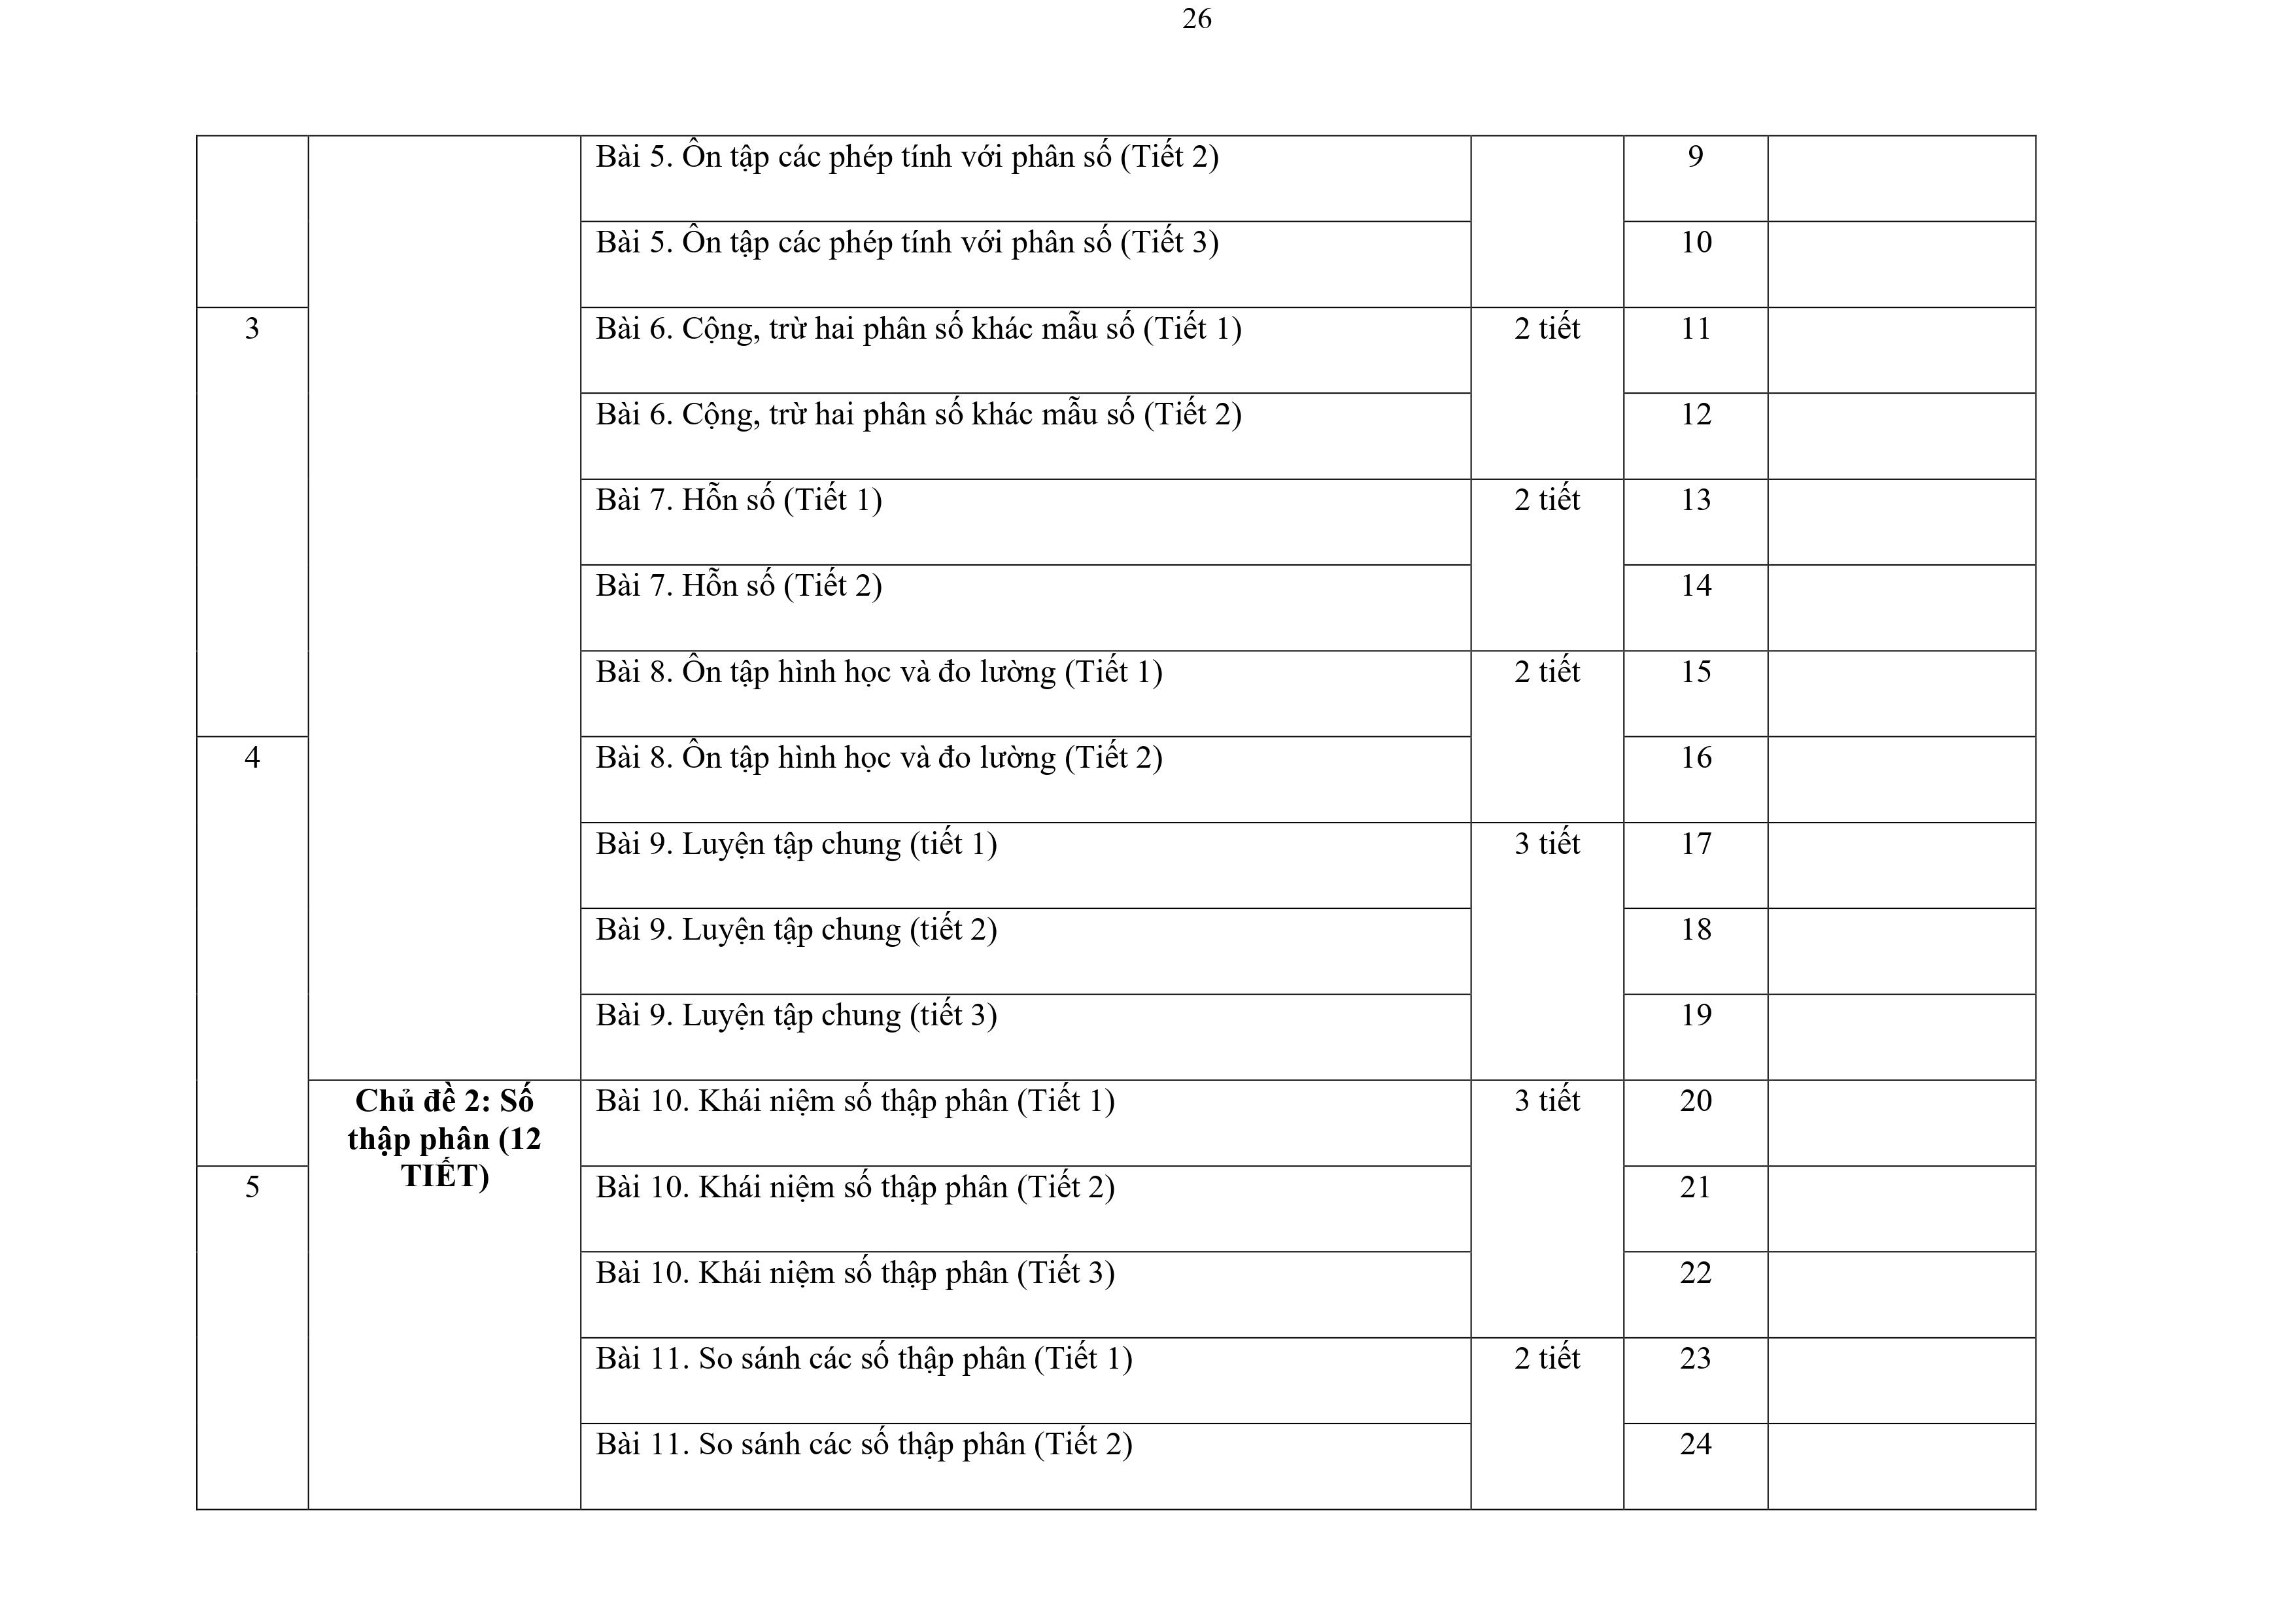 26
Bài 5. Ôn tập các phép tính với phân số (Tiết 2) 9
Bài 5. Ôn tập các phép tính với phân số (Tiết 3) 10
3 Bài 6. Cộng, trừ hai phân số khác mẫu số (Tiết 1) 2 tiết 11
Bài 6. Cộng, trừ hai phân số khác mẫu số (Tiết 2) 12
Bài 7. Hỗn số (Tiết 1) 2 tiết 13
Bài 7. Hỗn số (Tiết 2) 14
Bài 8. Ôn tập hình học và đo lường (Tiết 1) 2 tiết 15
4 Bài 8. Ôn tập hình học và đo lường (Tiết 2) 16
Bài 9. Luyện tập chung (tiết 1) 3 tiết 17
Bài 9. Luyện tập chung (tiết 2) 18
Bài 9. Luyện tập chung (tiết 3) 19
Chủ đề 2: Số
thập phân (12
TIẾT)
Bài 10. Khái niệm số thập phân (Tiết 1) 3 tiết 20
5 Bài 10. Khái niệm số thập phân (Tiết 2) 21
Bài 10. Khái niệm số thập phân (Tiết 3) 22
Bài 11. So sánh các số thập phân (Tiết 1) 2 tiết 23
Bài 11. So sánh các số thập phân (Tiết 2) 24